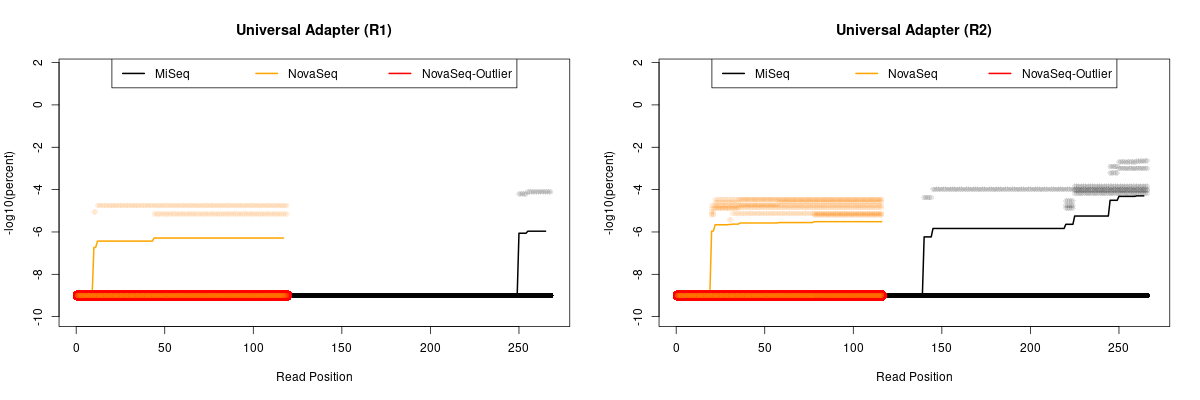 Universal Adapter (R1)
MiSeq NovaSeq NovaSeq-Outlier
-log10(percent)
2
0
-2
-4
-6
-8
-10
0 50 100 150 200 250
Read Position
Universal Adapter (R2)
MiSeq NovaSeq NovaSeq-Outlier
-log10(percent)
2
0
-2
-4
-6
-8
-10
0 50 100 150 200 250
Read Position